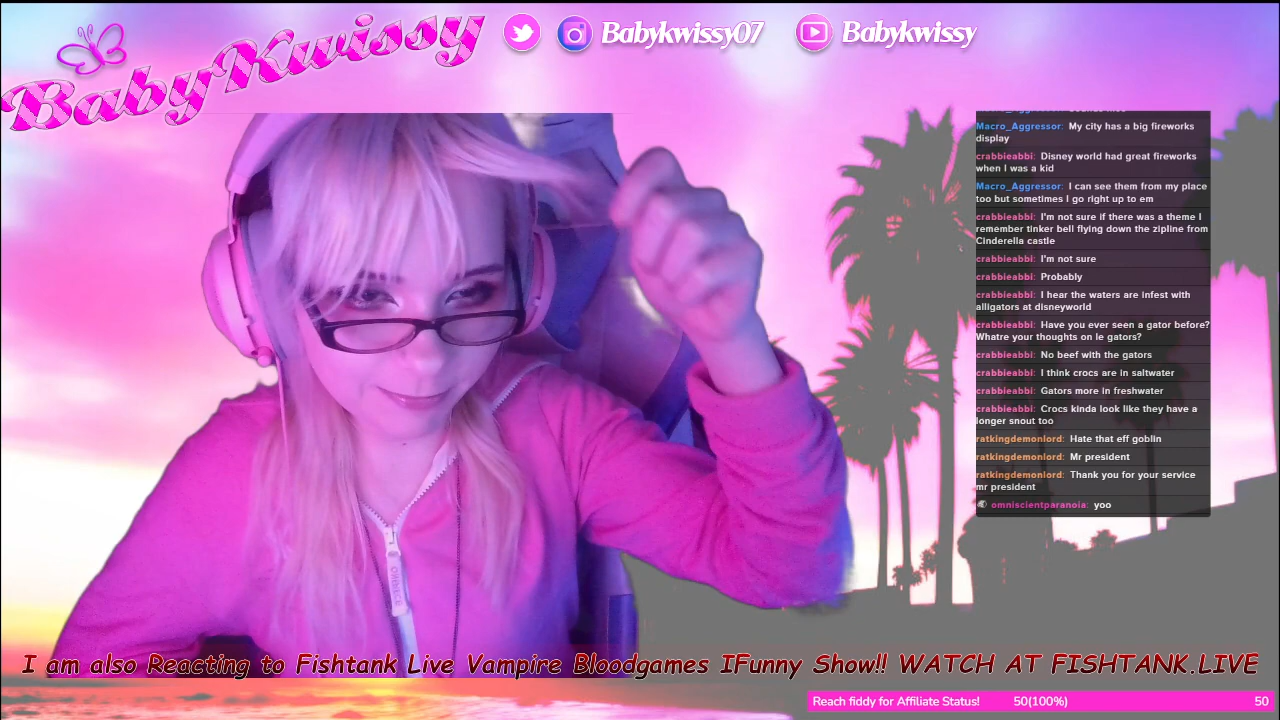 BabyKwissy
Babykwissy07
Babykwissy
Macro_Aggressor: My city has a big fireworks
display
crabbieabbi: Disney world had great fireworks
when I was a kid
Macro_Aggressor: I can see them from my place
too but sometimes I go right up to em
crabbieabbi: I'm not sure if there was a theme I
remember tinker bell flying down the zipline from
Cinderella castle
crabbieabbi: I'm not sure
crabbieabbi: Probably
crabbieabbi: I hear the waters are infest with
alligators at disneyworld
crabbieabbi: Have you ever seen a gator before?
Whatre your thoughts on le gators?
crabbieabbi: No beef with the gators
crabbieabbi: I think crocs are in saltwater
crabbieabbi: Gators more in freshwater
crabbieabbi: Crocs kinda look like they have a
longer snout too
ratkingdemonlord: Hate that eff goblin
ratkingdemonlord: Mr president
ratkingdemonlord: Thank you for your service
mr president
omniscientparanoia: yoo
I am also Reacting to Fishtank Live Vampire Bloodgames IFunny Show!! WATCH AT FISHTANK.LIVE
Reach fiddy for Affiliate Status! 50(100%) 50